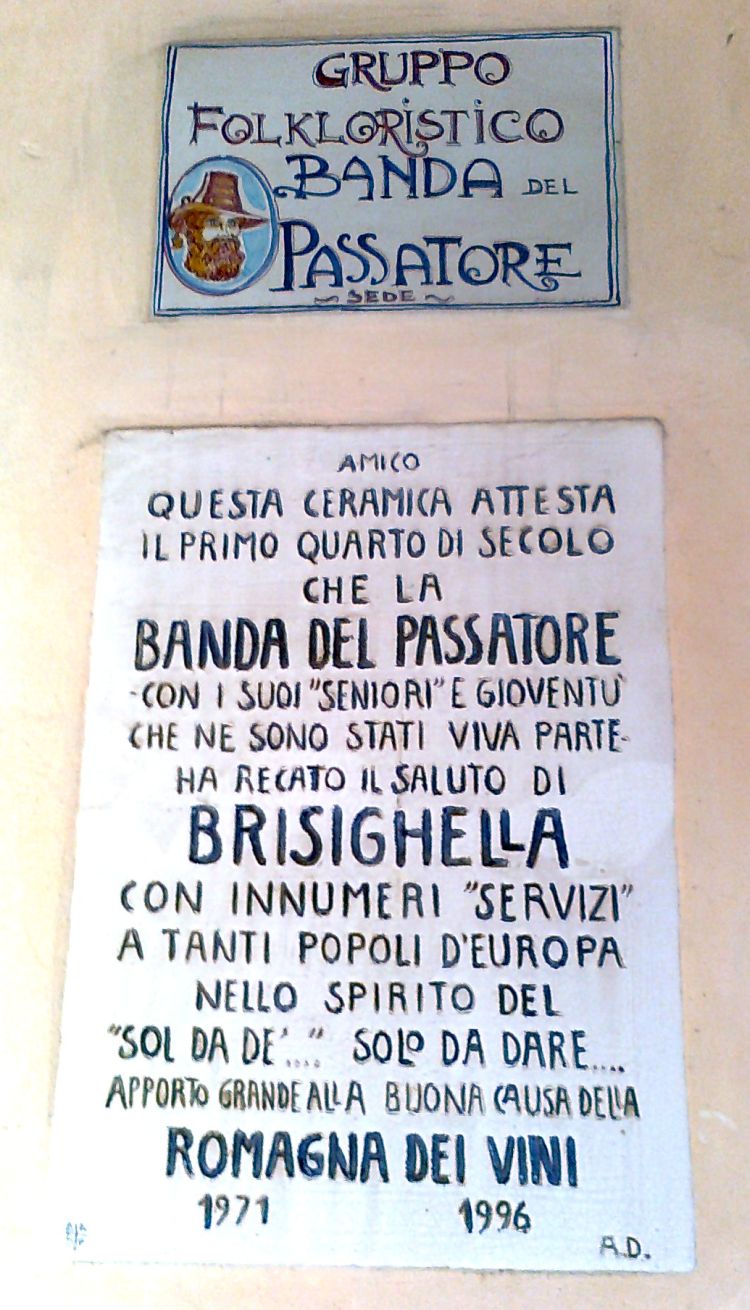 GRUPPO
FOLKLORISTICO
BANDA DEL
PASSATORE
~ SEDE ~
AMICO
QUESTA CERAMICA ATTESTA
IL PRIMO QUARTO DI SECOLO
CHE LA
BANDA DEL PASSATORE
-CON I SUOI "SENIORI" E GIOVENTU'
CHE NE SONO STATI VIVA PARTE-
HA RECATO IL SALUTO DI
BRISIGHELLA
CON INNUMERI "SERVIZI"
A TANTI POPOLI D'EUROPA
NELLO SPIRITO DEL
"SOL DA DE'...." SOLO DA DARE....
APPORTO GRANDE ALLA BUONA CAUSA DELLA
ROMAGNA DEI VINI
1971 1996
A.D.